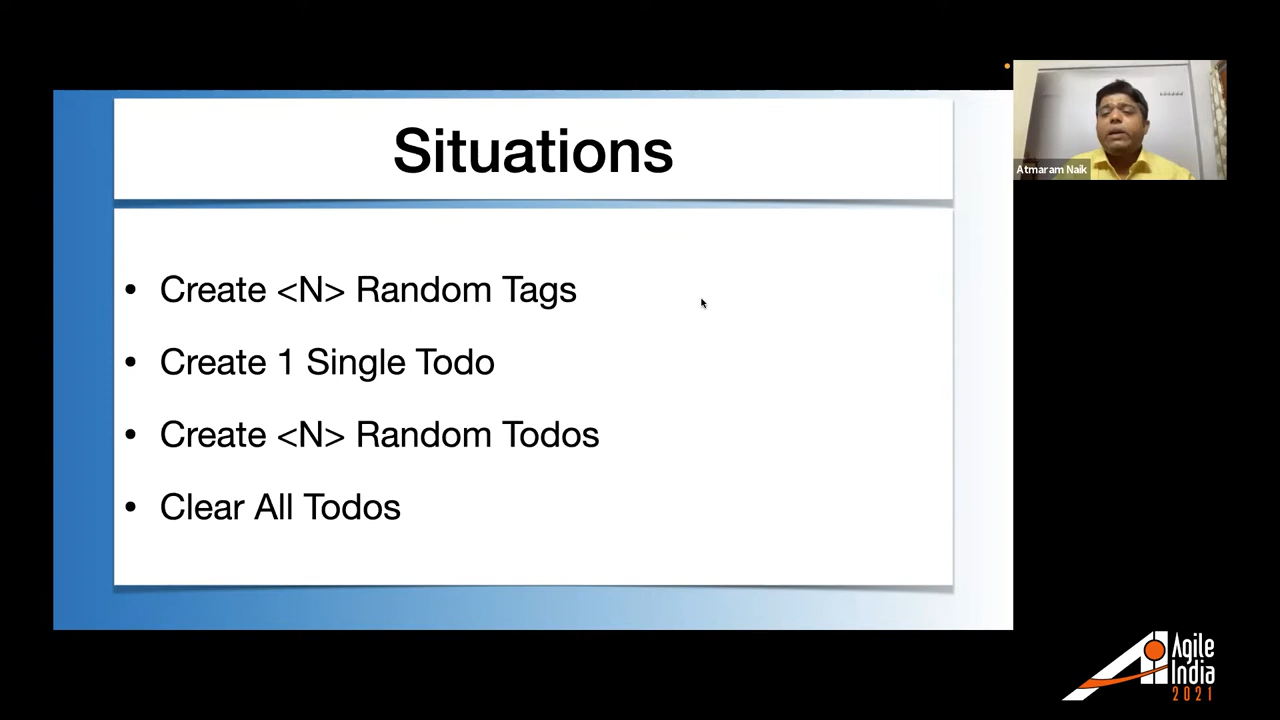 Situations
• Create <N> Random Tags
• Create 1 Single Todo
• Create <N> Random Todos
• Clear All Todos
Atmaram Naik
Agile
India
2021